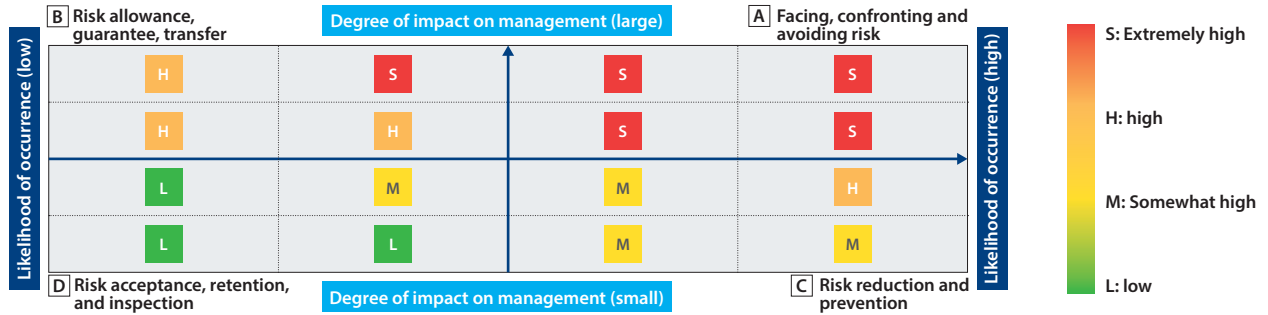 B Risk allowance,
guarantee, transfer
Degree of impact on management (large)
A Facing, confronting and
avoiding risk
Likelihood of occurrence (low)
H S S S
H H S S
L M M H
L L M M
Likelihood of occurrence (high)
D Risk acceptance, retention,
and inspection
Degree of impact on management (small)
C Risk reduction and
prevention
S: Extremely high
H: high
M: Somewhat high
L: low